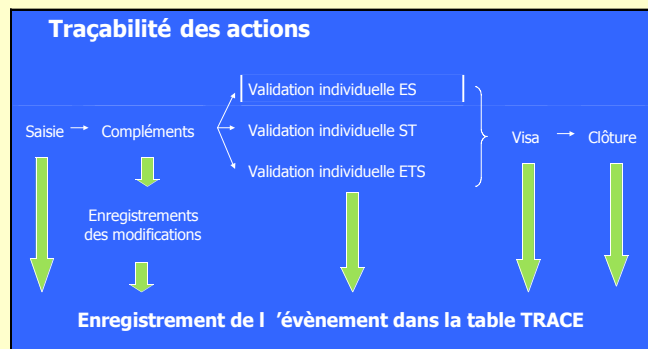 Traçabilité des actions
Validation individuelle ES
Saisie
Compléments
Validation individuelle ST
Visa
Clôture
Validation individuelle ETS
Enregistrements
des modifications
Enregistrement de l ’évènement dans la table TRACE